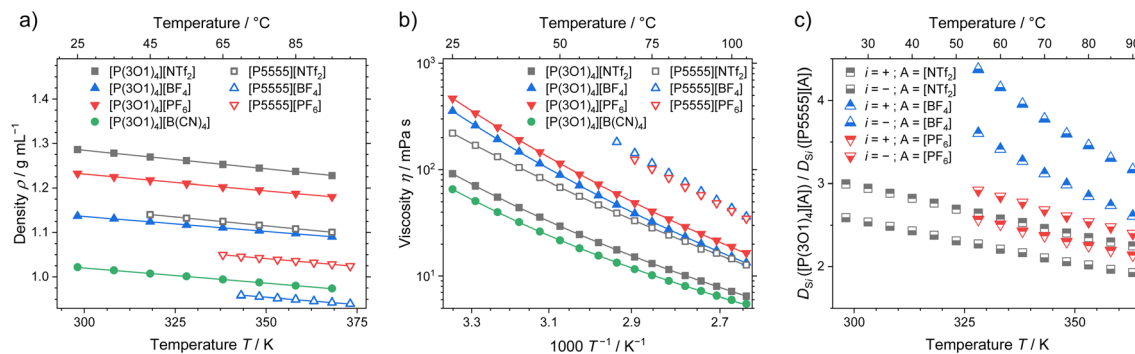 a)
Temperature / °C
25 45 65 85
[P(3O1)₄][NTf₂] [P5555][NTf₂]
[P(3O1)₄][BF₄] [P5555][BF₄]
[P(3O1)₄][PF₆] [P5555][PF₆]
[P(3O1)₄][B(CN)₄]
Density ρ / g mL⁻¹
1.4
1.3
1.2
1.1
1.0
300 325 350 375
Temperature T / K
b)
Temperature / °C
25 50 75 100
[P(3O1)₄][NTf₂] [P5555][NTf₂]
[P(3O1)₄][BF₄] [P5555][BF₄]
[P(3O1)₄][PF₆] [P5555][PF₆]
[P(3O1)₄][B(CN)₄]
Viscosity η / mPa s
10³
10²
10¹
3.3 3.1 2.9 2.7
1000 T⁻¹ / K⁻¹
c)
Temperature / °C
30 40 50 60 70 80 90
i = + ; A = [NTf₂]
i = − ; A = [NTf₂]
i = + ; A = [BF₄]
i = − ; A = [BF₄]
i = + ; A = [PF₆]
i = − ; A = [PF₆]
D_Si ([P(3O1)₄][A]) / D_Si ([P5555][A])
4
3
2
300 325 350
Temperature T / K